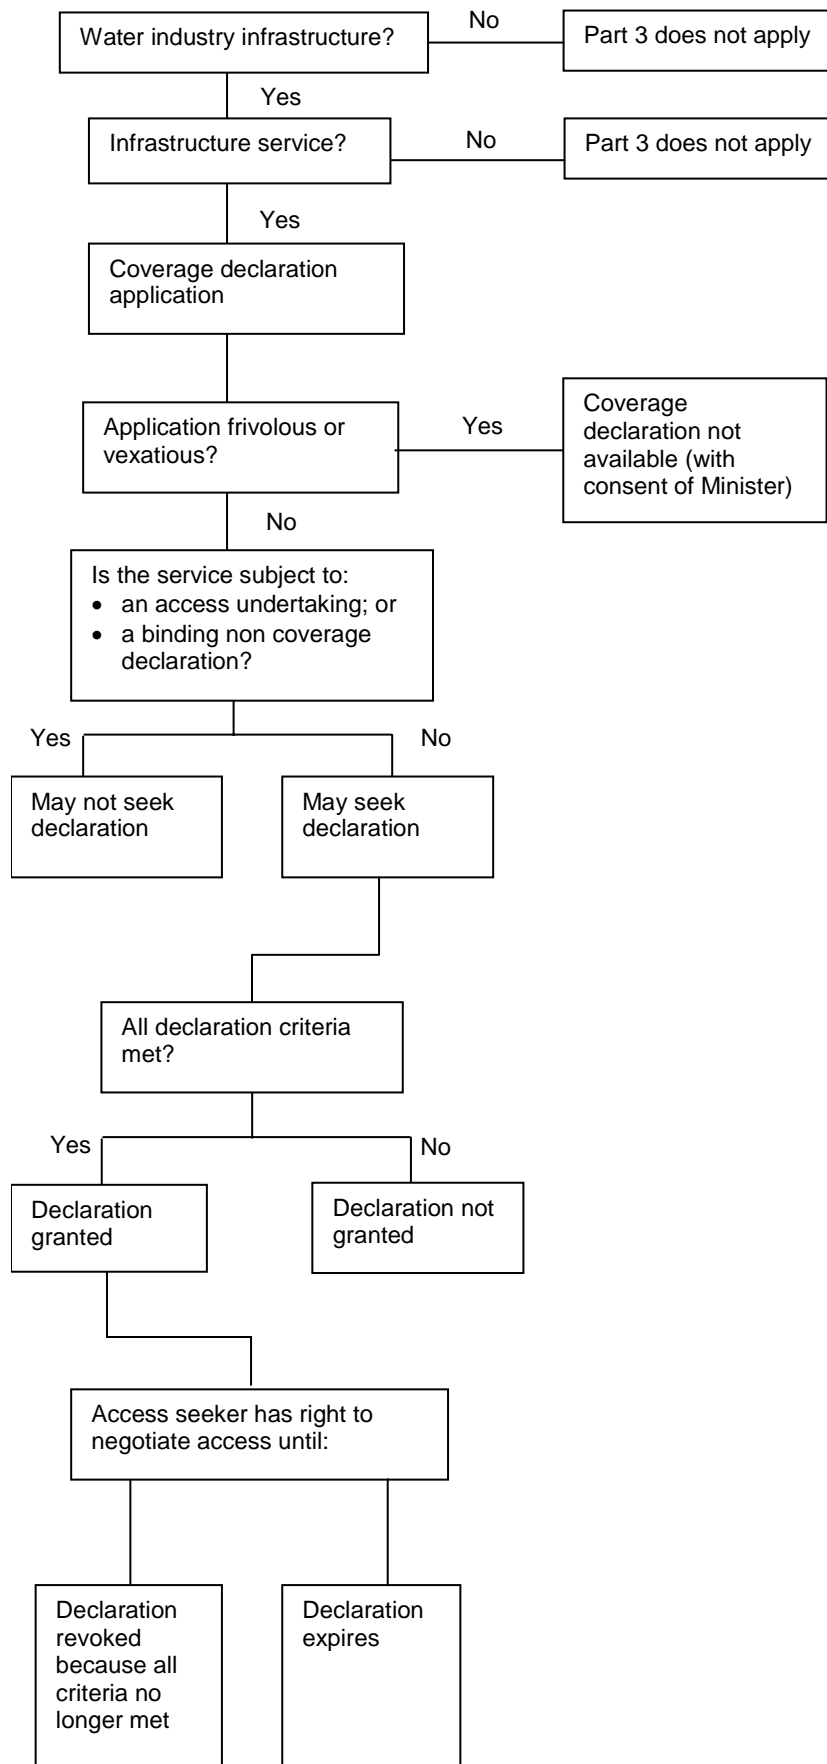 Water industry infrastructure?
No
Part 3 does not apply
Yes
Infrastructure service?
No
Part 3 does not apply
Yes
Coverage declaration
application
Application frivolous or
vexatious?
Yes
Coverage
declaration not
available (with
consent of Minister)
No
Is the service subject to:
• an access undertaking; or
• a binding non coverage
declaration?
Yes
No
May not seek
declaration
May seek
declaration
All declaration criteria
met?
Yes
No
Declaration
granted
Declaration not
granted
Access seeker has right to
negotiate access until:
Declaration
revoked
because all
criteria no
longer met
Declaration
expires